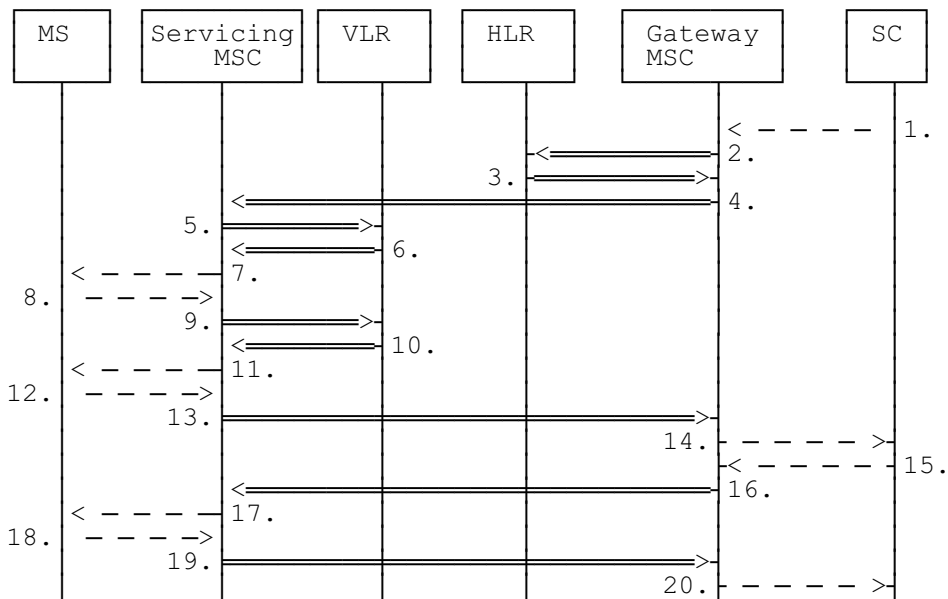 MS
Servicing
MSC
VLR
HLR
Gateway
MSC
SC
1.
2.
3.
4.
5.
6.
7.
8.
9.
10.
11.
12.
13.
14.
15.
16.
17.
18.
19.
20.